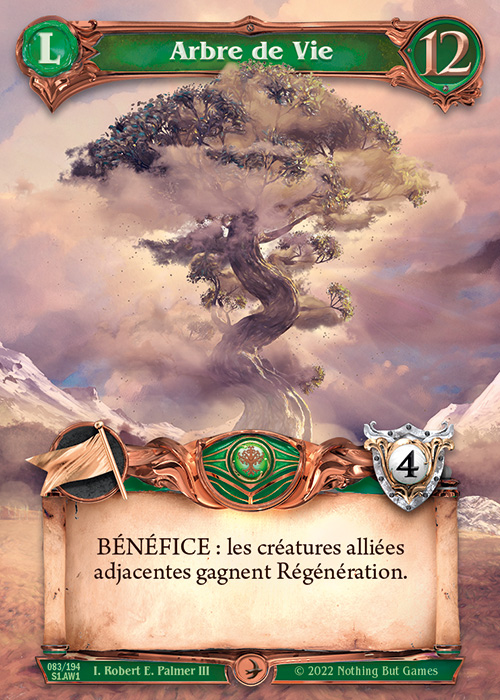 L
Arbre de Vie
12
4
BÉNÉFICE : les créatures alliées
adjacentes gagnent Régénération.
083/194
S1.AW1
I. Robert E. Palmer III
© 2022 Nothing But Games